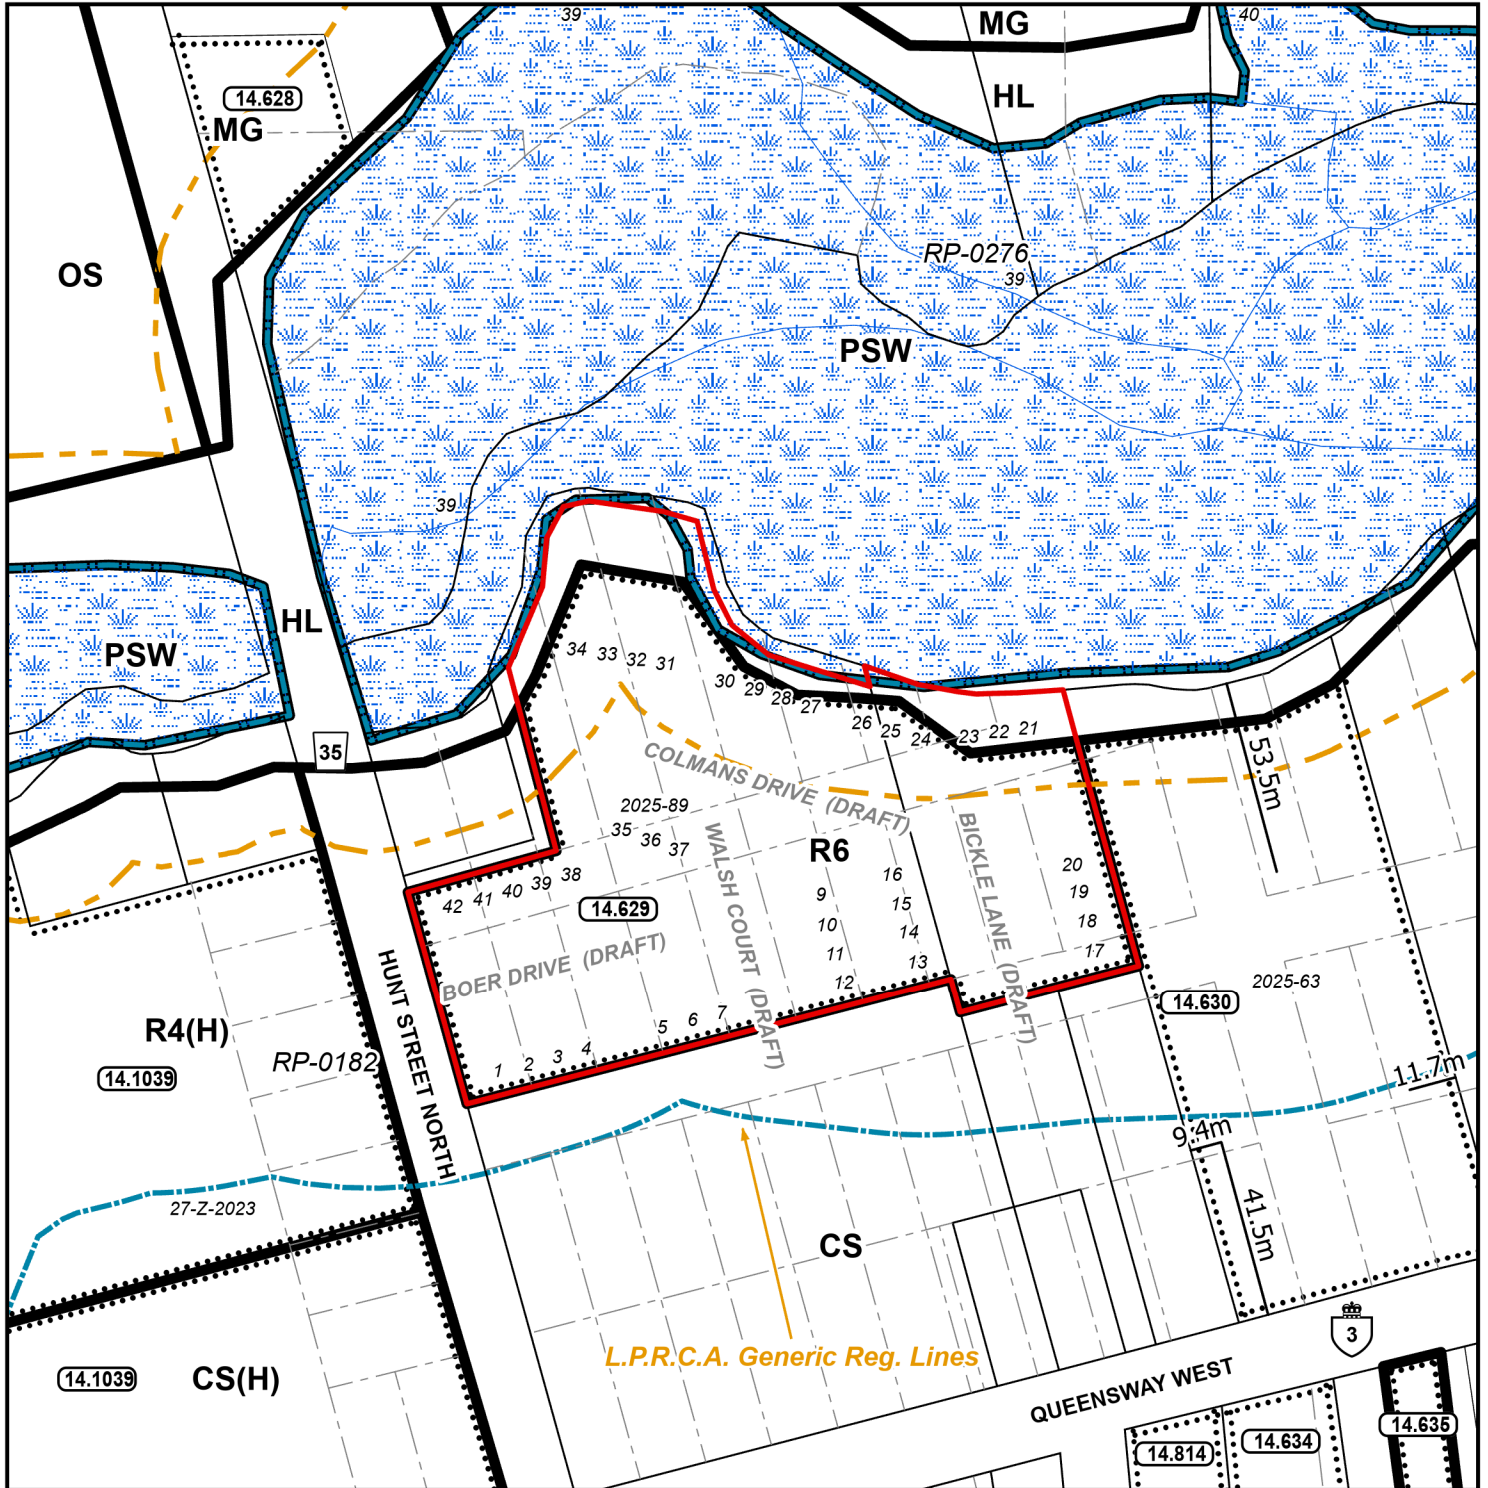 39
MG
40
14.628
MG
HL
OS
RP-0276
39
PSW
39
HL
PSW
35
34 33 32 31
30 29 28 27
26 25 24 23 22 21
53.5m
COLMANS DRIVE (DRAFT)
2025-89
35 36 37
R6
WALSH COURT (DRAFT)
BICKLE LANE (DRAFT)
20
19
18
17
16
15
14
13
9
10
11
12
42 41 40 39 38
14.629
BOER DRIVE (DRAFT)
HUNT STREET NORTH
2025-63
14.630
R4(H)
RP-0182
14.1039
1 2 3 4
5 6 7
11.7m
9.4m
41.5m
27-Z-2023
CS
3
L.P.R.C.A. Generic Reg. Lines
14.1039
CS(H)
QUEENSWAY WEST
14.814
14.634
14.635